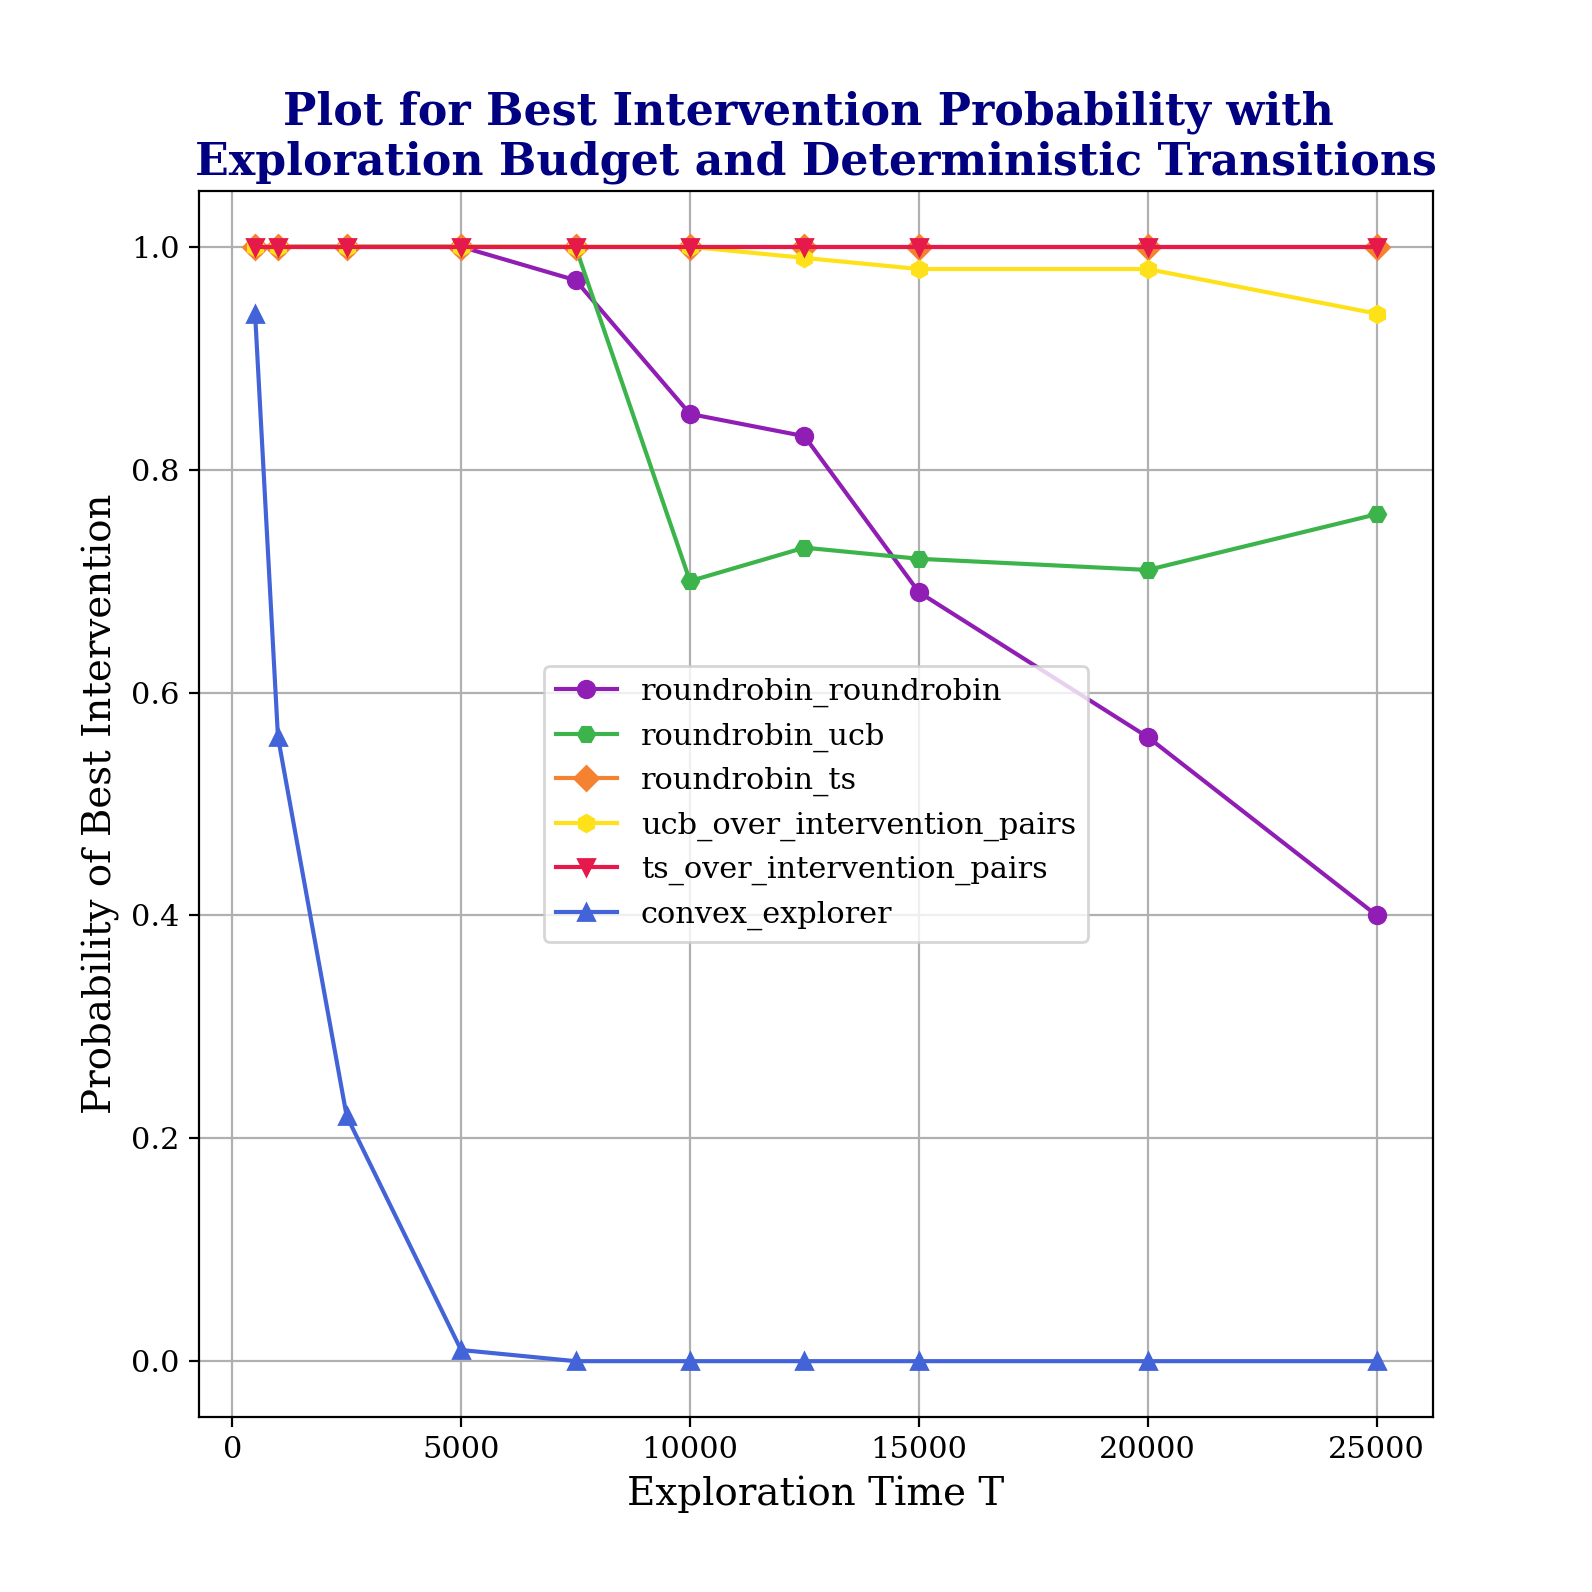 Plot for Best Intervention Probability with
Exploration Budget and Deterministic Transitions
Probability of Best Intervention
1.0
0.8
0.6
0.4
0.2
0.0
roundrobin_roundrobin
roundrobin_ucb
roundrobin_ts
ucb_over_intervention_pairs
ts_over_intervention_pairs
convex_explorer
0 5000 10000 15000 20000 25000
Exploration Time T